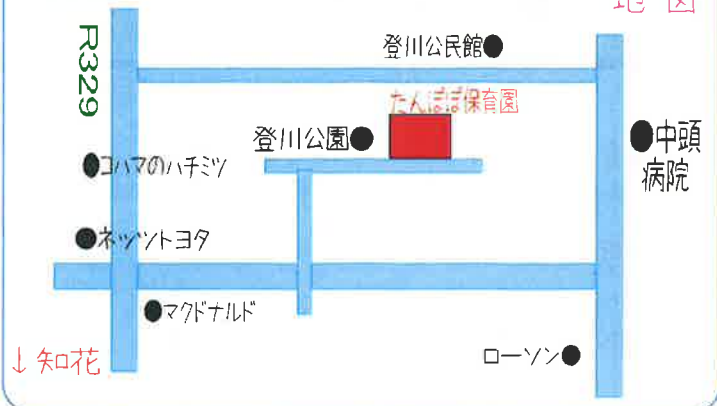 地図
R329
登川公民館
たんぽぽ保育園
登川公園
中頭
病院
コハマのハチミツ
ネッツトヨタ
マクドナルド
ローソン
↓知花